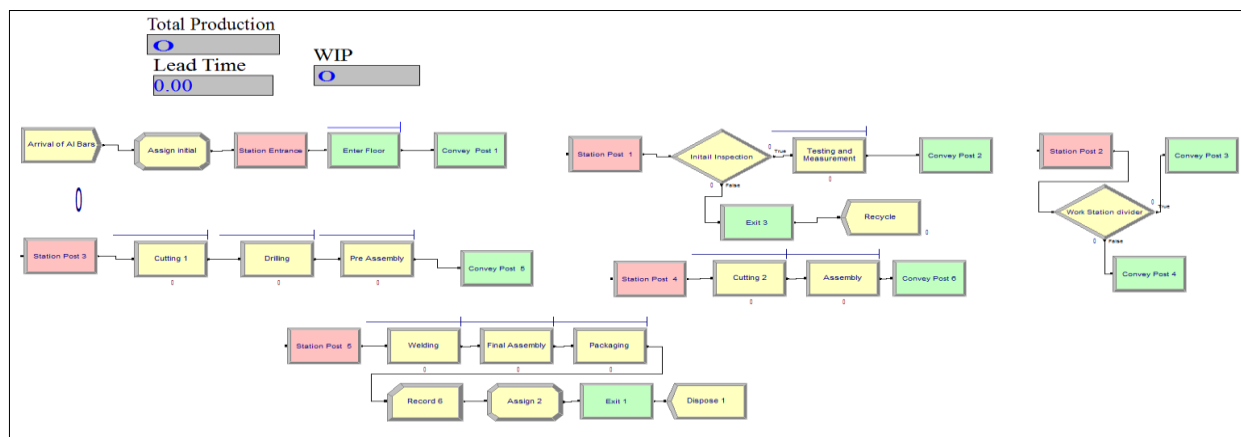 Total Production
0
Lead Time
0.00
WIP
0
Arrival of Al Bars
Assign initial
Station Entrance
Enter Floor
Convey Post 1
0
Station Post 1
Initail Inspection
0
True
0
False
Testing and
Measurement
0
Convey Post 2
Exit 3
Recycle
0
Station Post 2
Work Station divider
0
True
0
False
Convey Post 3
Convey Post 4
Station Post 3
Cutting 1
0
Drilling
0
Pre Assembly
0
Convey Post 5
Station Post 4
Cutting 2
0
Assembly
0
Convey Post 6
Station Post 5
Welding
0
Final Assembly
0
Packaging
0
Record 6
Assign 2
Exit 1
Dispose 1